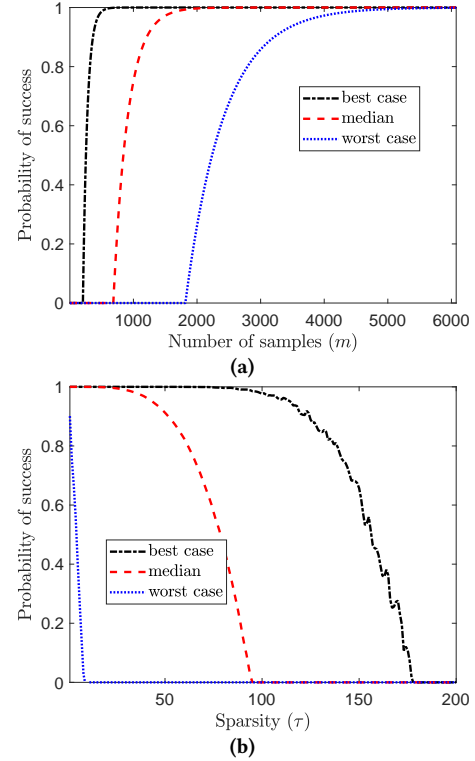 1
0.8
0.6
0.4
0.2
0
Probability of success
best case
median
worst case
1000 2000 3000 4000 5000 6000
Number of samples (m)
(a)
1
0.8
0.6
0.4
0.2
0
Probability of success
best case
median
worst case
50 100 150 200
Sparsity (τ)
(b)